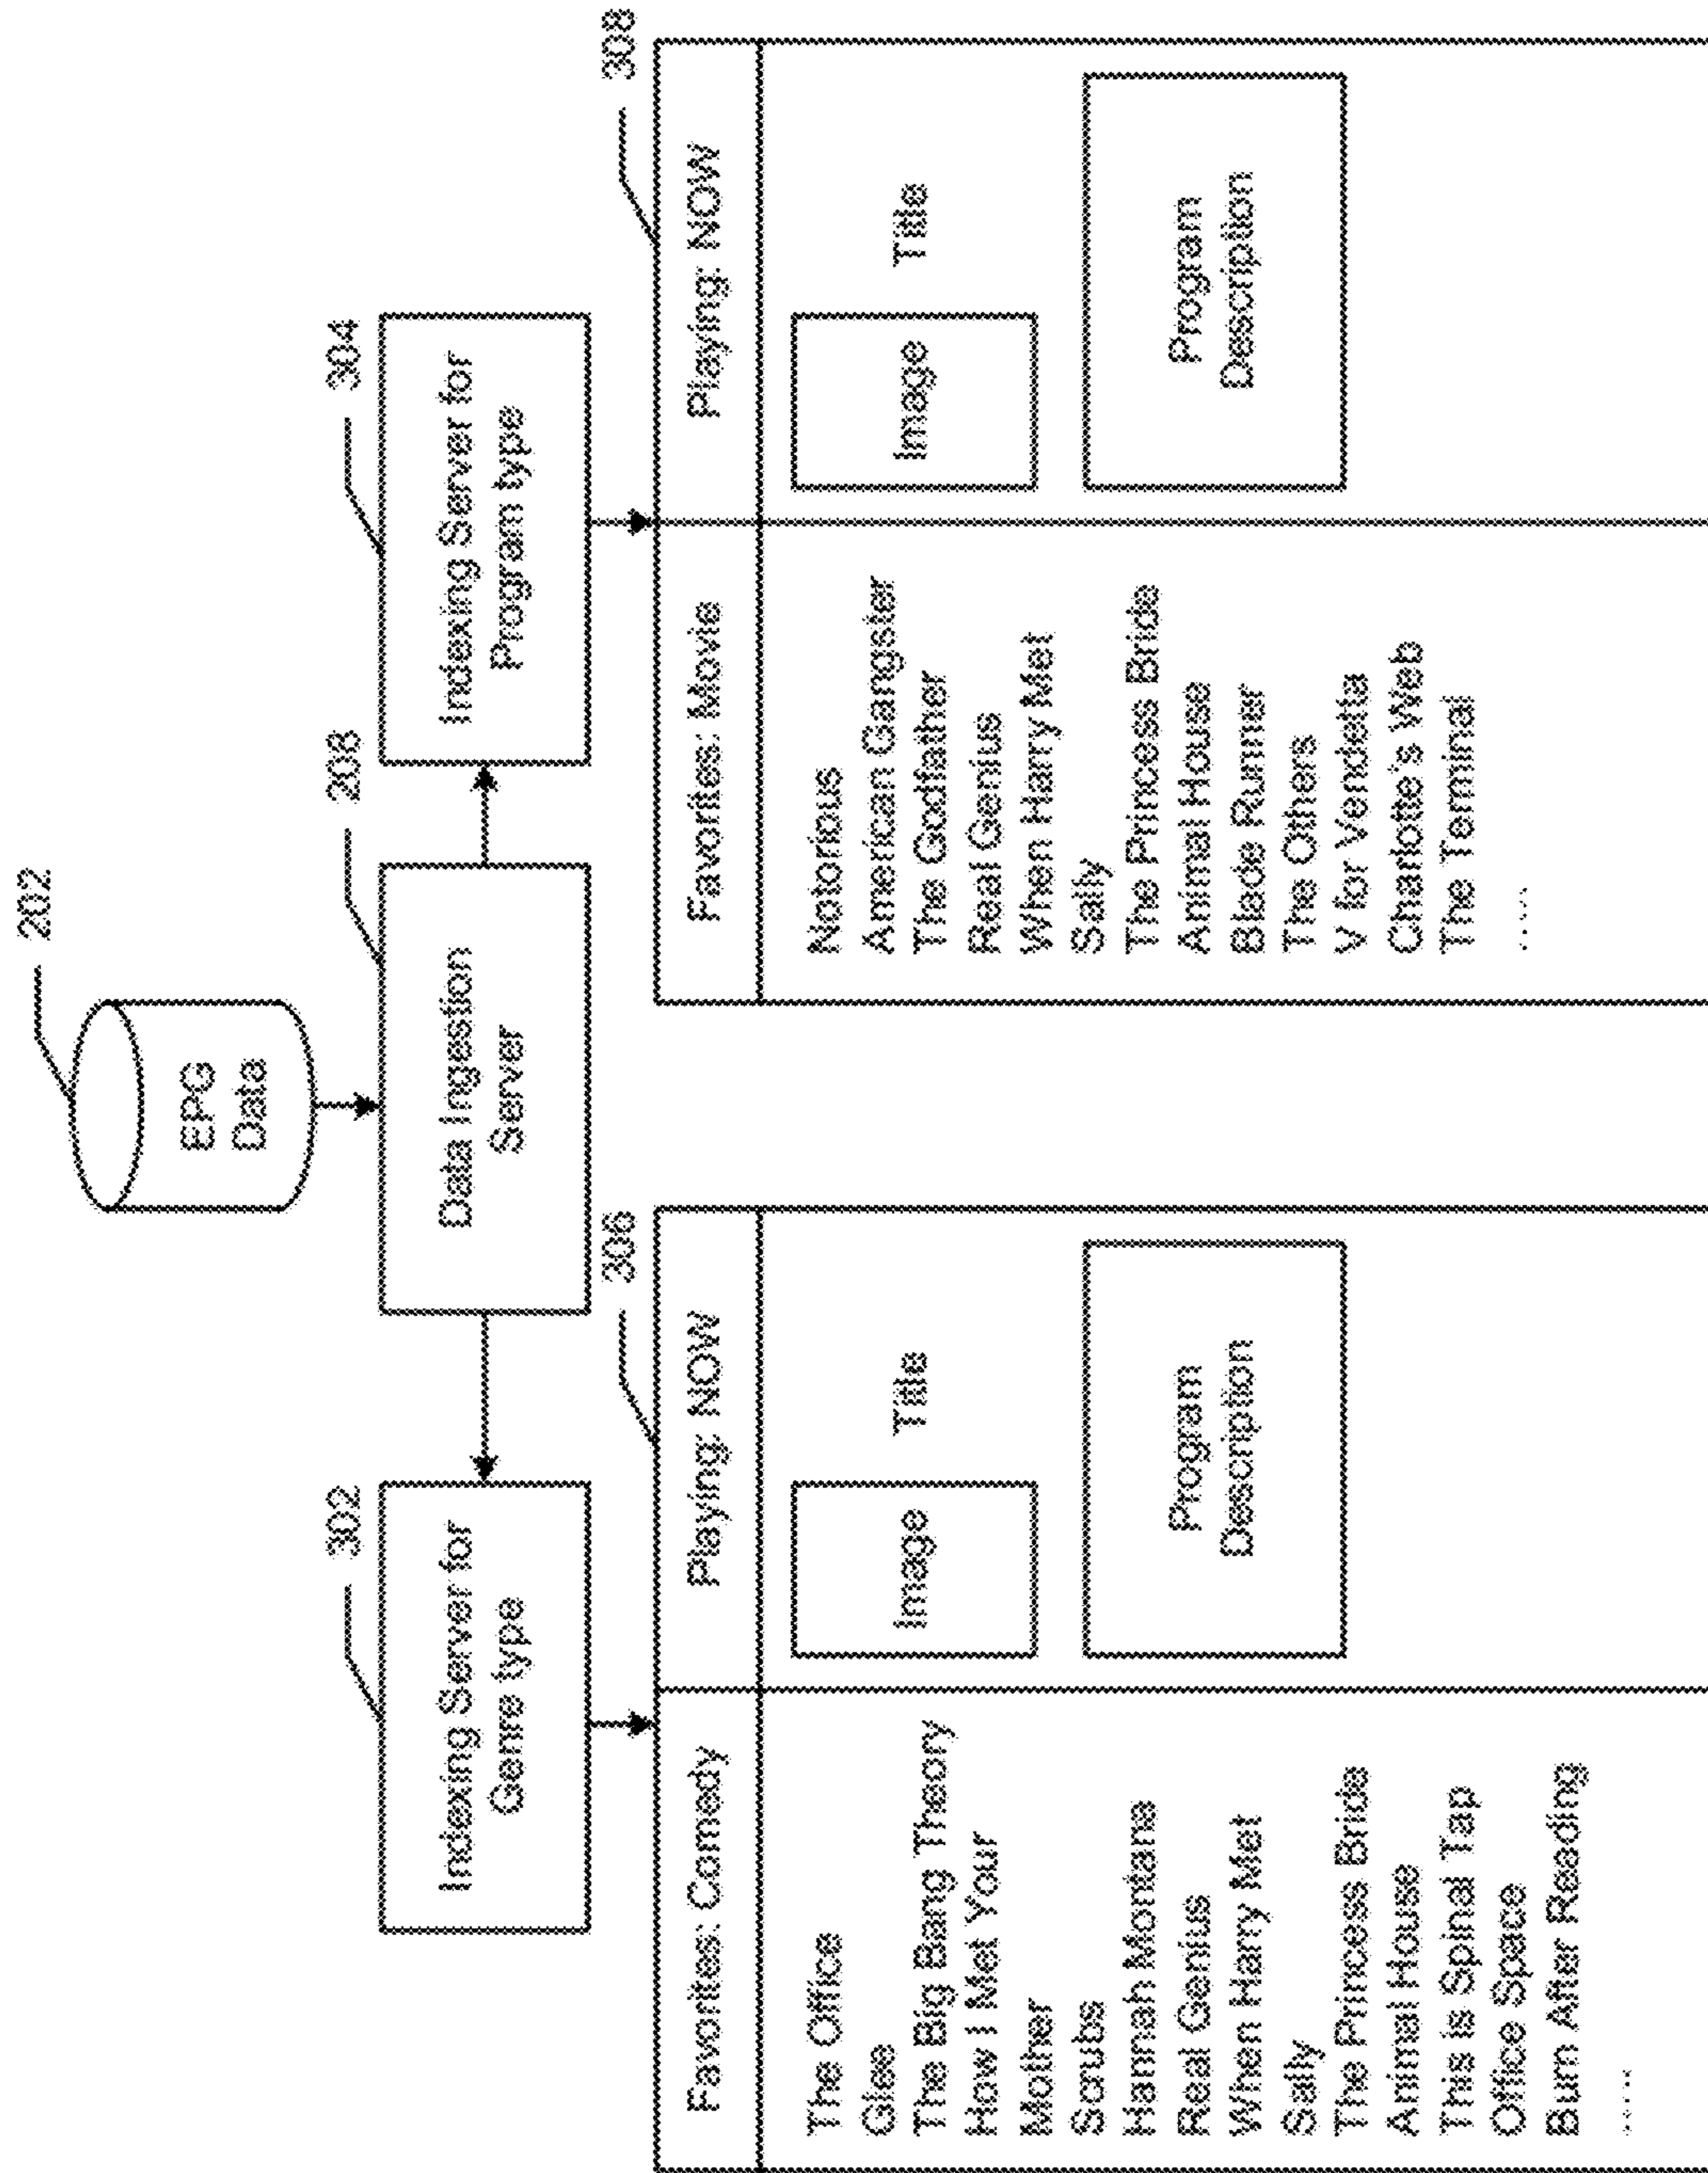 202
EPG
Data
302
208
304
Indexing Server for
Genre type
Data Ingestion
Server
Indexing Server for
Program type
306
308
Favorites: Comedy
Playing: NOW
The Office
Glee
The Big Bang Theory
How I Met Your
Mother
Scrubs
Hannah Montana
Real Genius
When Harry Met
Sally
The Princess Bride
Animal House
This is Spinal Tap
Office Space
Burn After Reading
.....
Image
Title
Program
Description
Favorites: Movie
Playing: NOW
Notorious
American Gangster
The Godfather
Real Genius
When Harry Met
Sally
The Princess Bride
Animal House
Blade Runner
The Others
V for Vendetta
Charlotte's Web
The Terminal
.....
Image
Title
Program
Description